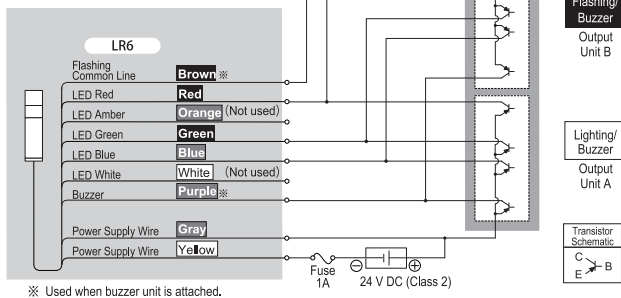 LR6
Flashing
Common Line Brown ※
LED Red Red
LED Amber Orange (Not used)
LED Green Green
LED Blue Blue
LED White White (Not used)
Buzzer Purple ※
Power Supply Wire Gray
Power Supply Wire Yellow
Fuse
1A
24 V DC (Class 2)
※ Used when buzzer unit is attached.
Flashing/
Buzzer
Output
Unit B
Lighting/
Buzzer
Output
Unit A
Transistor
Schematic
C
B
E